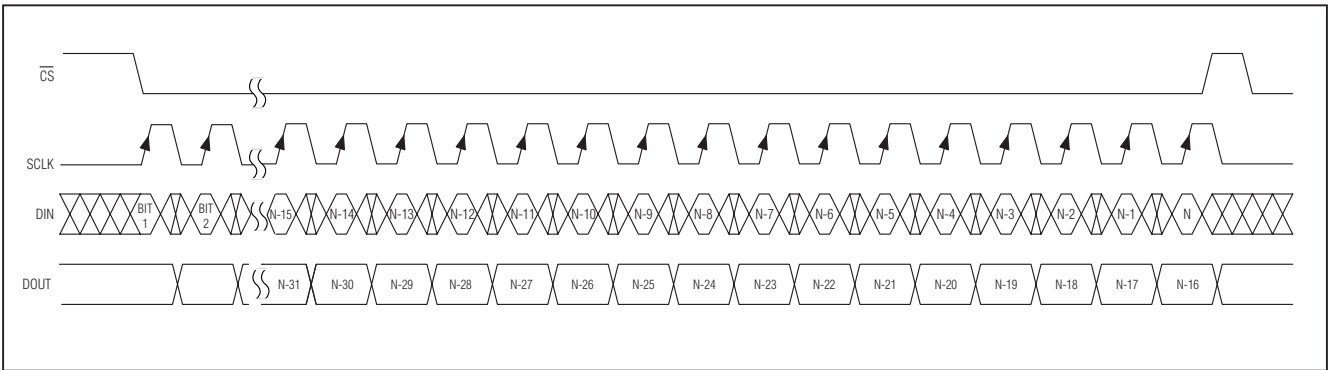 CS
SCLK
DIN BIT 1 BIT 2 N-15 N-14 N-13 N-12 N-11 N-10 N-9 N-8 N-7 N-6 N-5 N-4 N-3 N-2 N-1 N
DOUT N-31 N-30 N-29 N-28 N-27 N-26 N-25 N-24 N-23 N-22 N-21 N-20 N-19 N-18 N-17 N-16